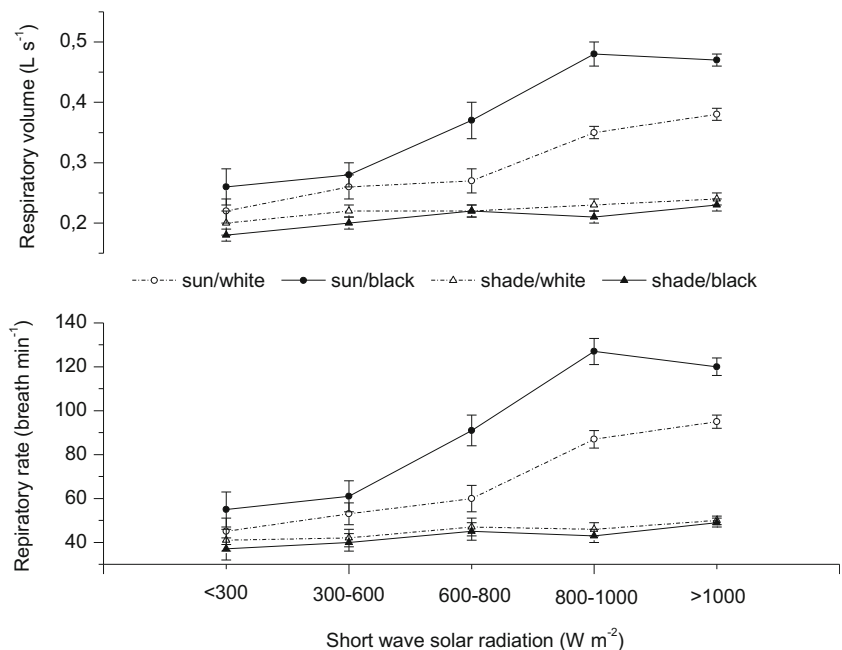 Respiratory volume (L s⁻¹)
0,5
0,4
0,3
0,2
sun/white sun/black shade/white shade/black
Repiratory rate (breath min⁻¹)
140
120
100
80
60
40
<300 300-600 600-800 800-1000 >1000
Short wave solar radiation (W m⁻²)